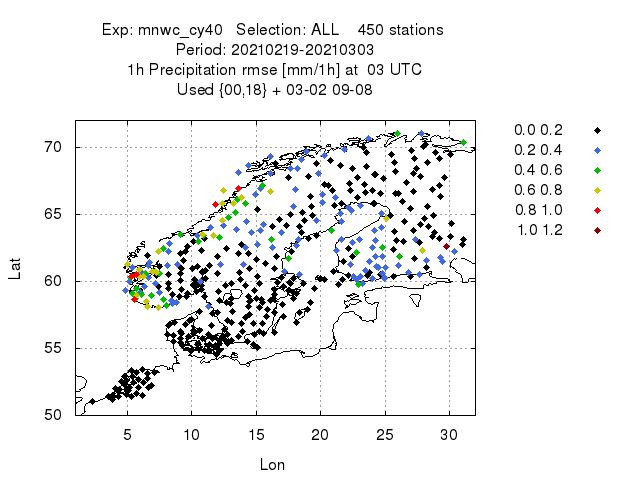 Exp: mnwc_cy40 Selection: ALL 450 stations
Period: 20210219-20210303
1h Precipitation rmse [mm/1h] at 03 UTC
Used {00,18} + 03-02 09-08
0.0 0.2
0.2 0.4
0.4 0.6
0.6 0.8
0.8 1.0
1.0 1.2
70
65
60
55
50
Lat
5 10 15 20 25 30
Lon